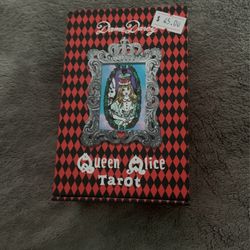 $ 45.00
Queen Alice
Tarot